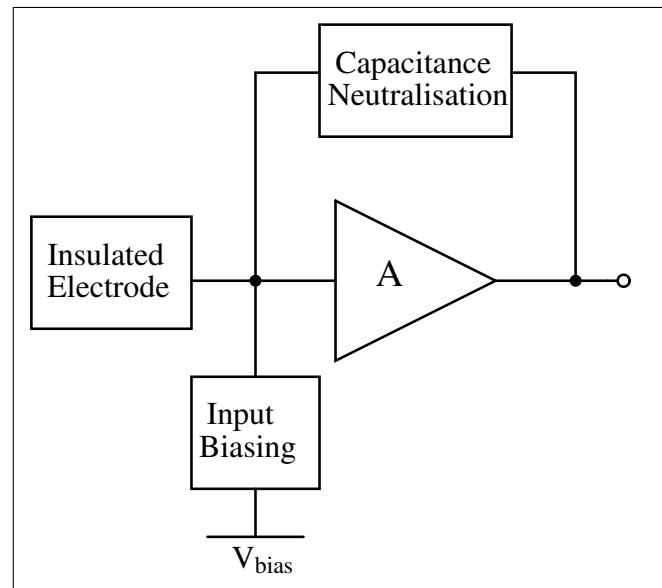 Capacitance
Neutralisation
Insulated
Electrode
A
Input
Biasing
V_bias